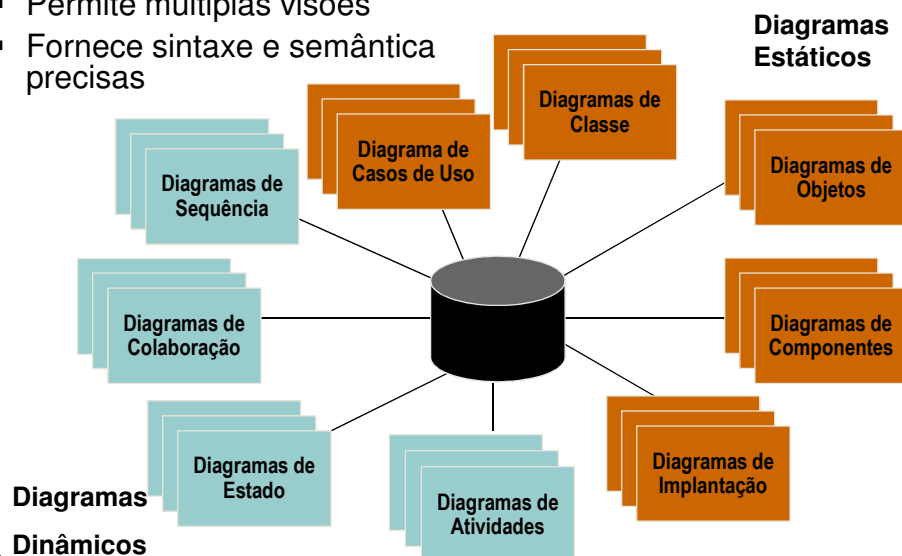 Permite múltiplas visões
Fornece sintaxe e semântica
precisas
Diagramas
Estáticos
Diagramas de
Classe
Diagrama de
Casos de Uso
Diagramas de
Objetos
Diagramas de
Sequência
Diagramas de
Colaboração
Diagramas de
Componentes
Diagramas de
Estado
Diagramas de
Implantação
Diagramas de
Atividades
Diagramas
Dinâmicos